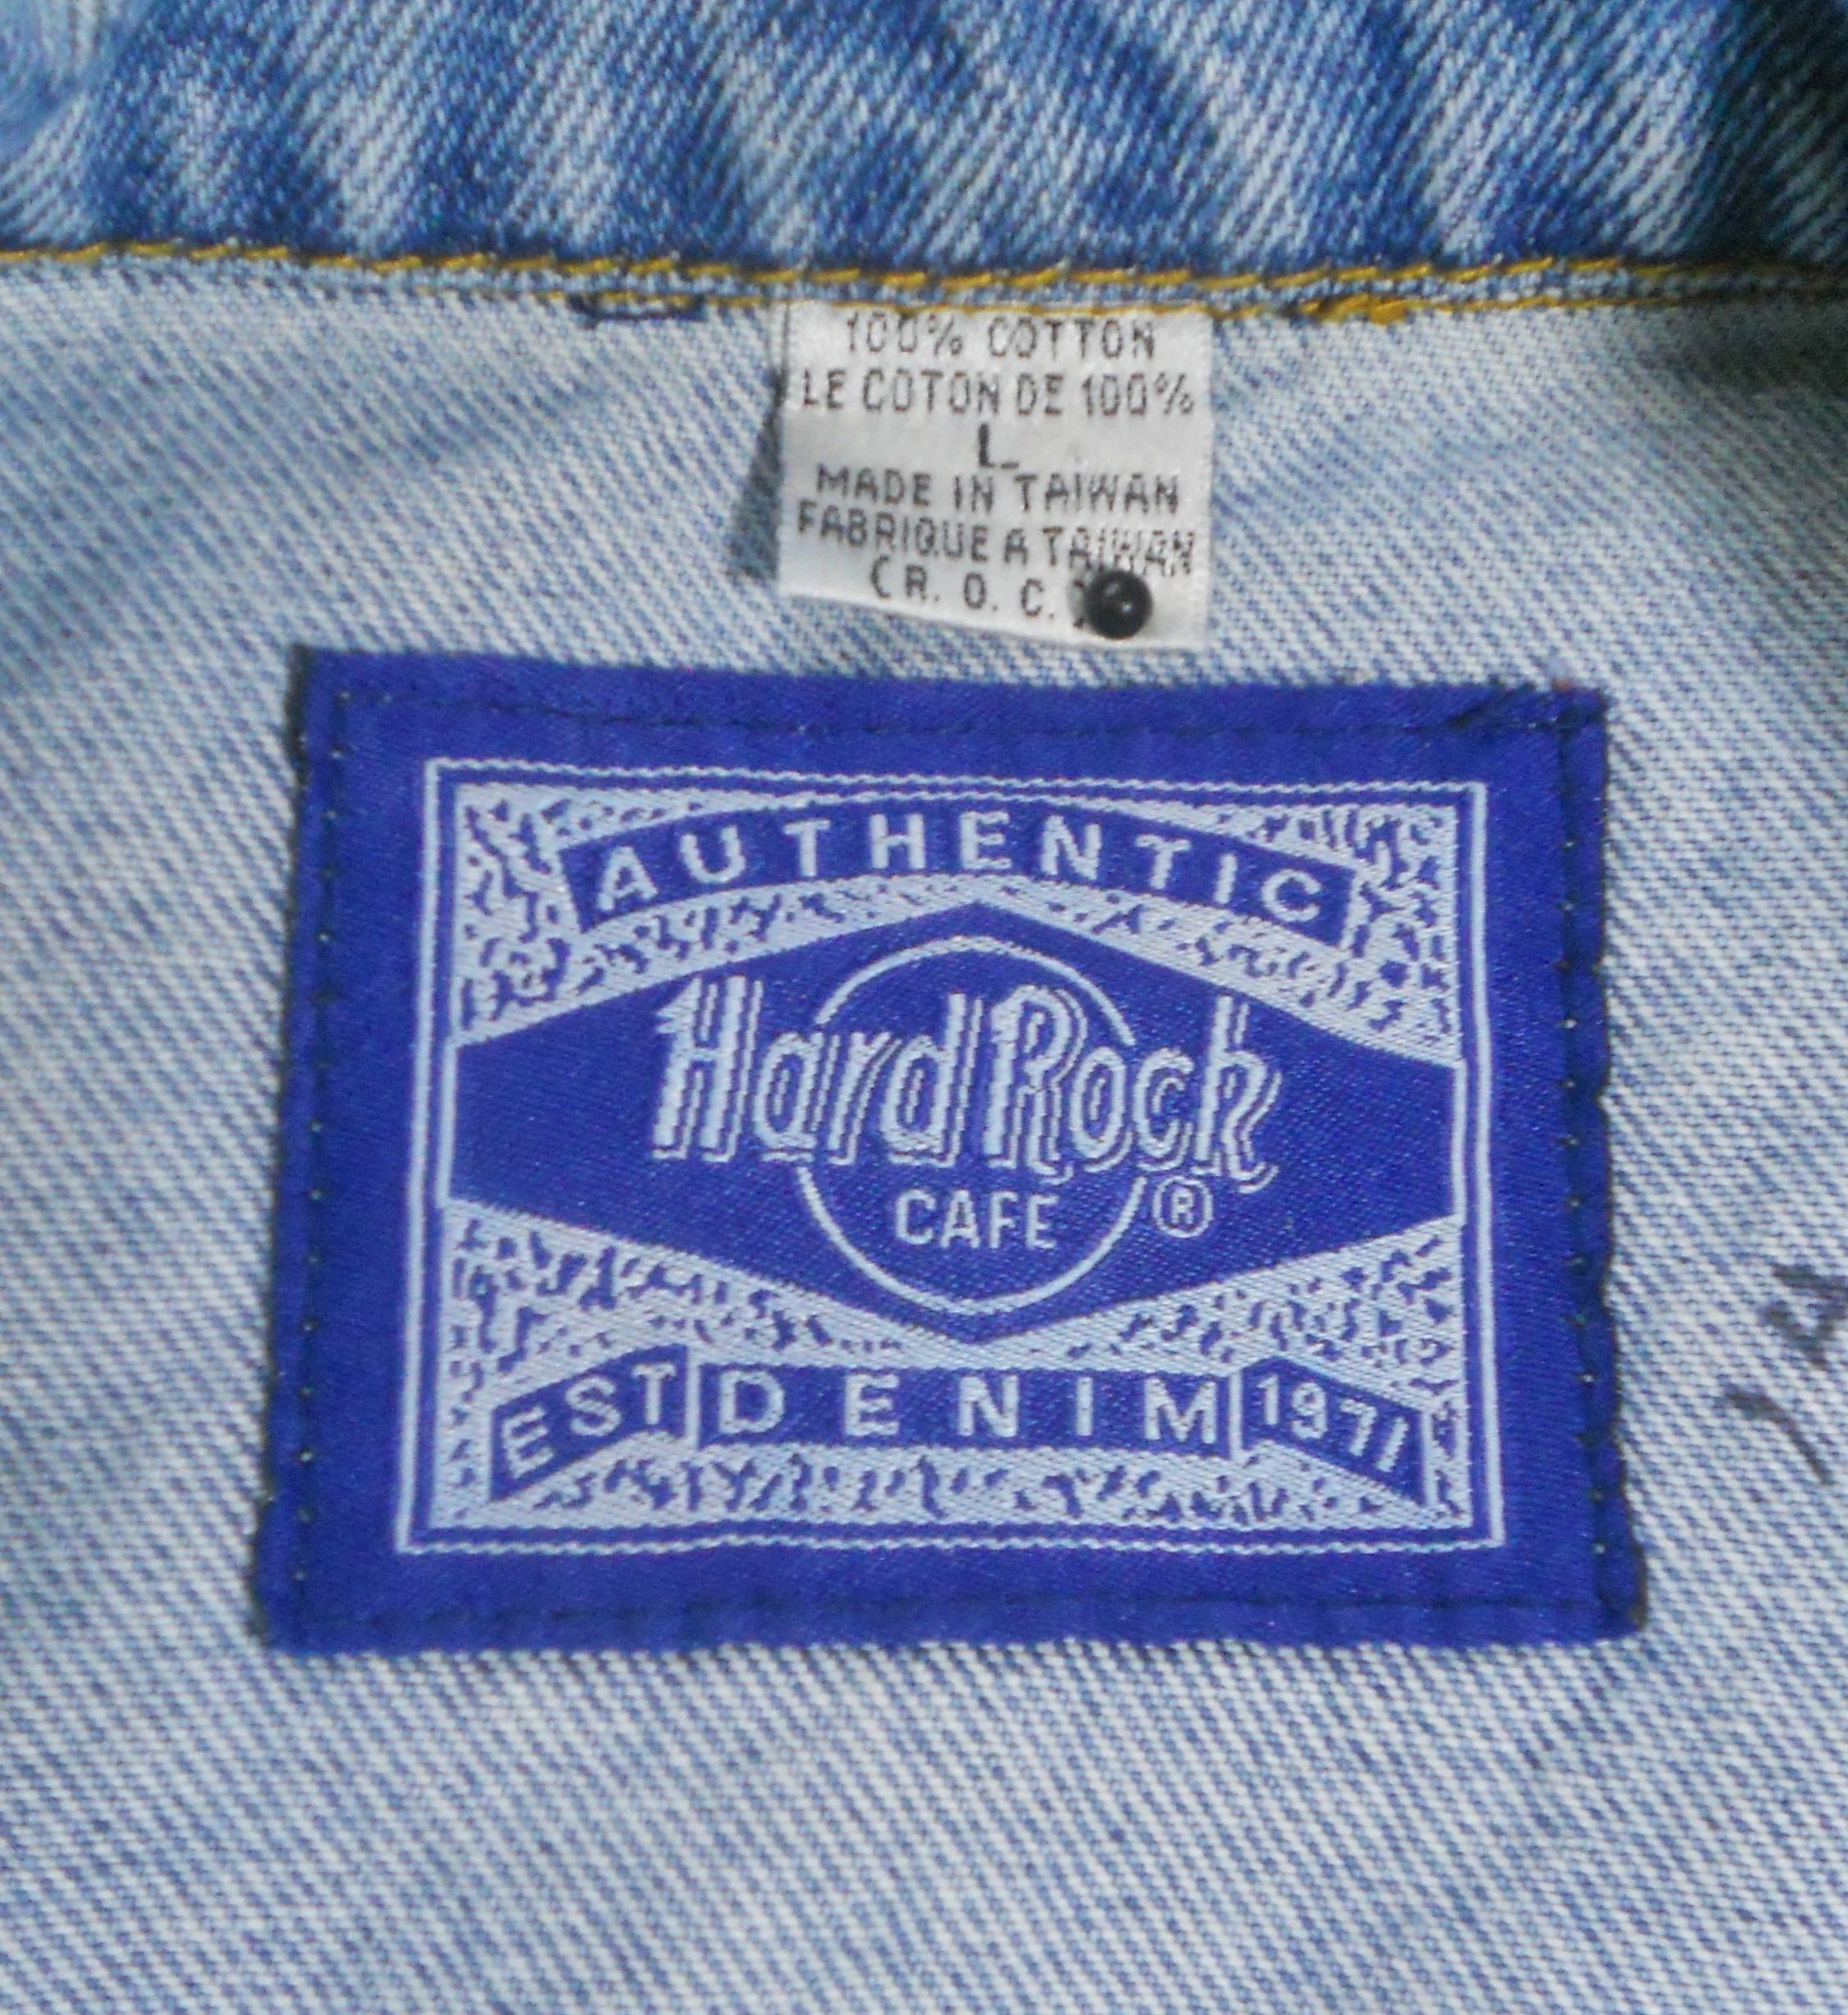 100% COTTON
LE COTON DE 100%
L
MADE IN TAIWAN
FABRIQUE A TAIWAN
(R. O. C.)
AUTHENTIC
Hard Rock
CAFE ®
EST DENIM 1971